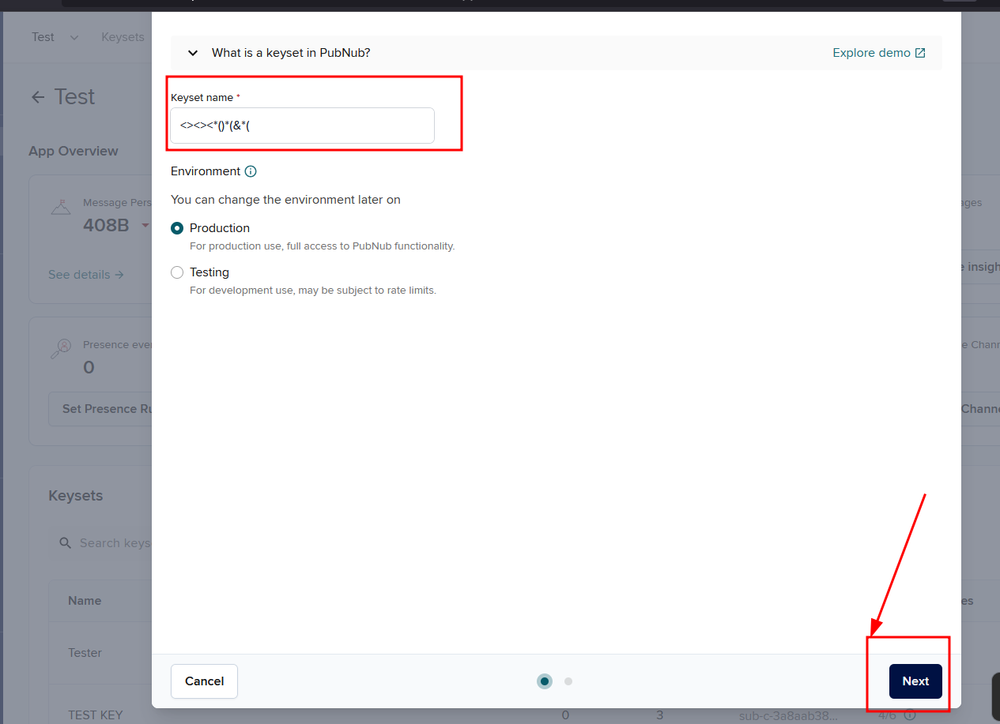 Test
Keysets
What is a keyset in PubNub?
Explore demo
Test
Keyset name *
<><><*()*(&*(
App Overview
Environment
You can change the environment later on
Message Pers
408B
Production
For production use, full access to PubNub functionality.
See details →
Testing
For development use, may be subject to rate limits.
Presence even
0
Set Presence Ru
e insigh
e Chann
Channe
Keysets
Search keys
Name
Tester
Cancel
Next
TEST KEY
0
3
sub-c-3a8aab38...
4/6